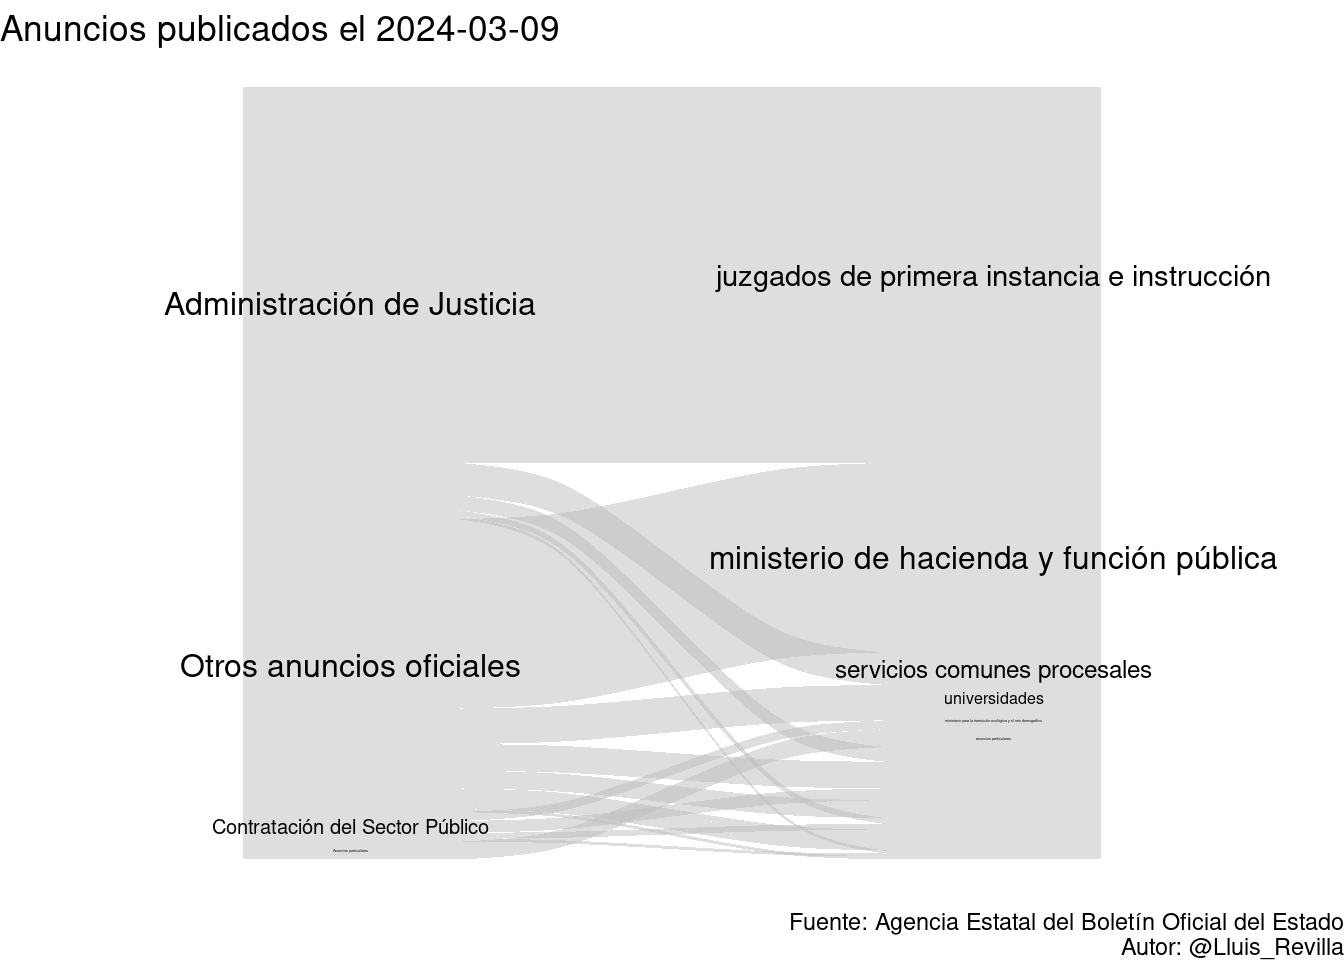 Anuncios publicados el 2024-03-09
juzgados de primera instancia e instrucción
Administración de Justicia
ministerio de hacienda y función pública
Otros anuncios oficiales
servicios comunes procesales
universidades
ministerio para la transición ecológica y el reto demográfico
anuncios particulares
Contratación del Sector Público
Anuncios particulares
Fuente: Agencia Estatal del Boletín Oficial del Estado
Autor: @Lluis_Revilla